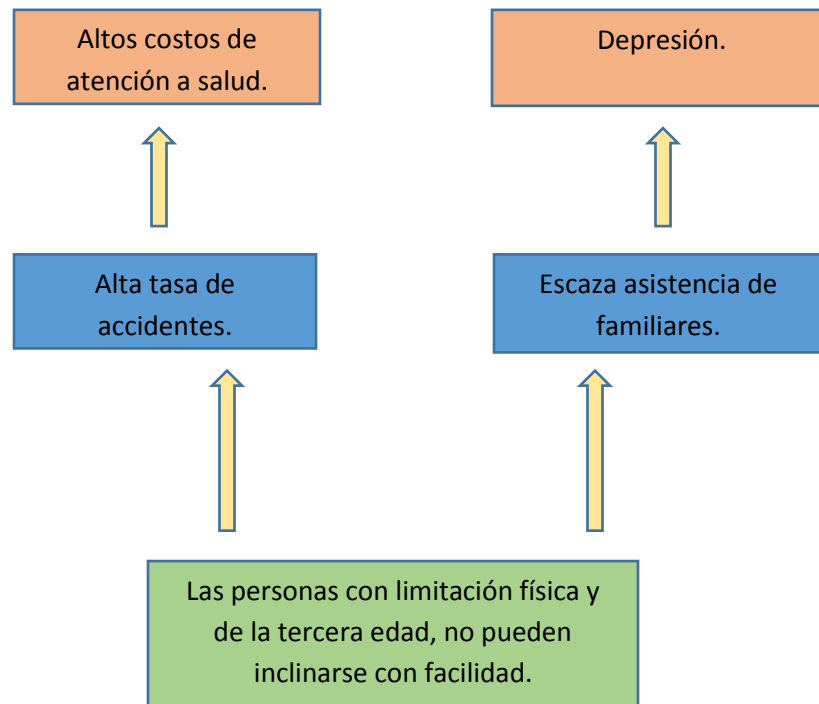 Altos costos de
atención a salud.
Depresión.
Alta tasa de
accidentes.
Escaza asistencia de
familiares.
Las personas con limitación física y
de la tercera edad, no pueden
inclinarse con facilidad.